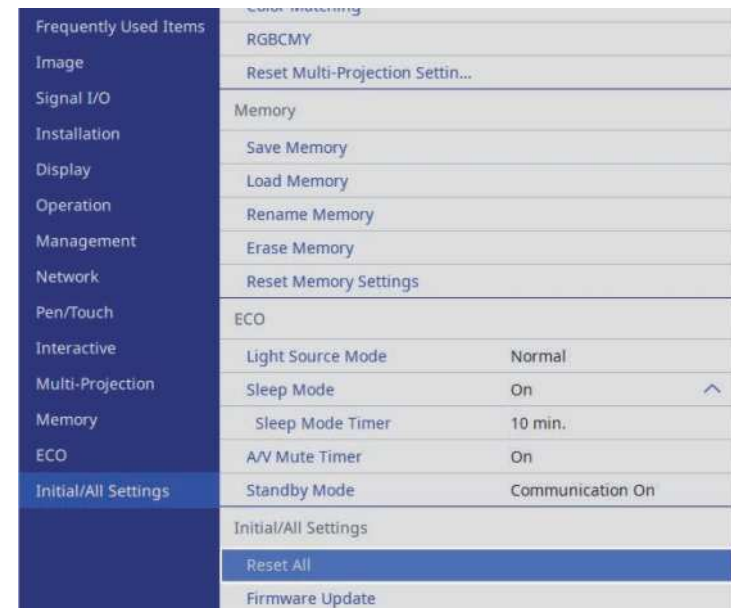 Frequently Used Items
Image
Signal I/O
Installation
Display
Operation
Management
Network
Pen/Touch
Interactive
Multi-Projection
Memory
ECO
Initial/All Settings
Color Matching
RGBCMY
Reset Multi-Projection Settin...
Memory
Save Memory
Load Memory
Rename Memory
Erase Memory
Reset Memory Settings
ECO
Light Source Mode Normal
Sleep Mode On
Sleep Mode Timer 10 min.
A/V Mute Timer On
Standby Mode Communication On
Initial/All Settings
Reset All
Firmware Update